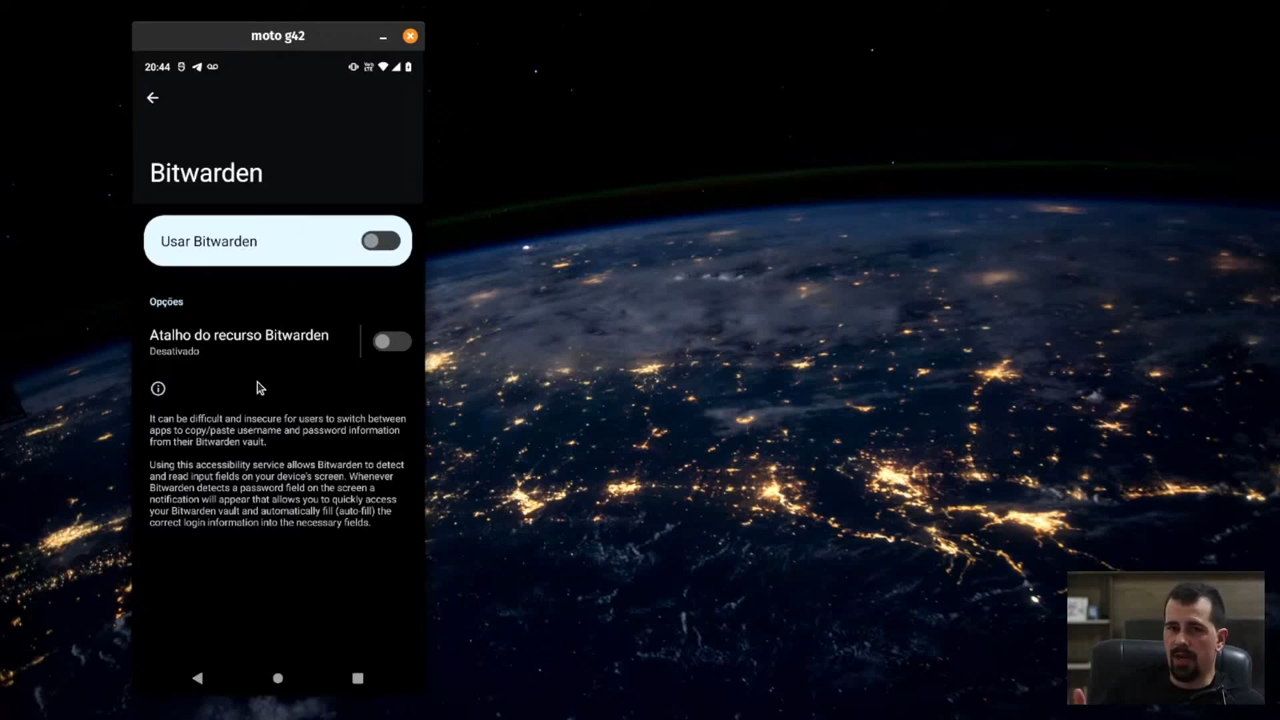 moto g42
20:44
Bitwarden
Usar Bitwarden
Opções
Atalho do recurso Bitwarden
Desativado
It can be difficult and insecure for users to switch between
apps to copy/paste username and password information
from their Bitwarden vault.
Using this accessibility service allows Bitwarden to detect
and read input fields on your device's screen. Whenever
Bitwarden detects a password field on the screen a
notification will appear that allows you to quickly access
your Bitwarden vault and automatically fill (auto-fill) the
correct login information into the necessary fields.